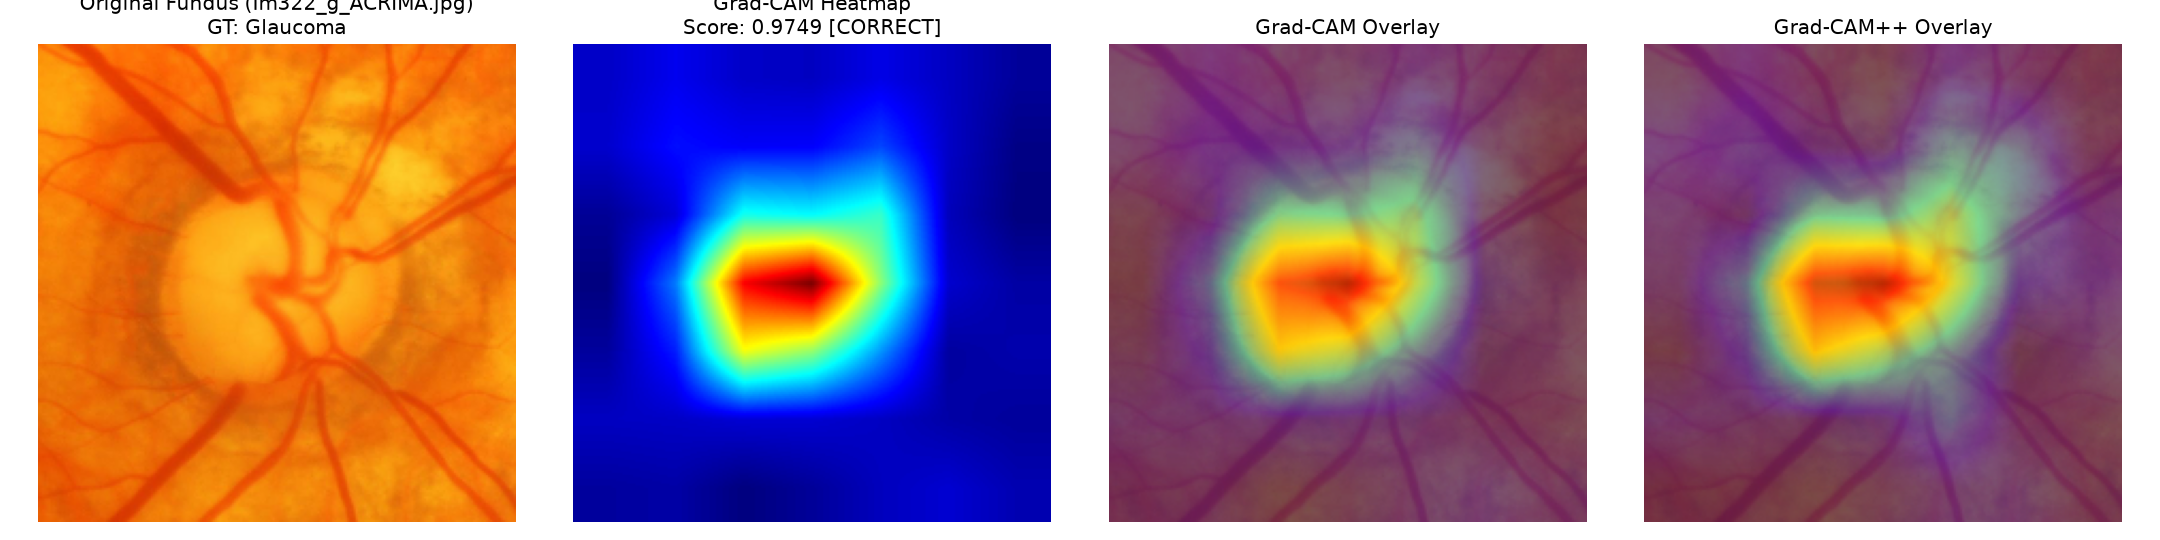 Original Fundus (Im322_g_ACRIMA.jpg)
GT: Glaucoma
Grad-CAM Heatmap
Score: 0.9749 [CORRECT]
Grad-CAM Overlay
Grad-CAM++ Overlay